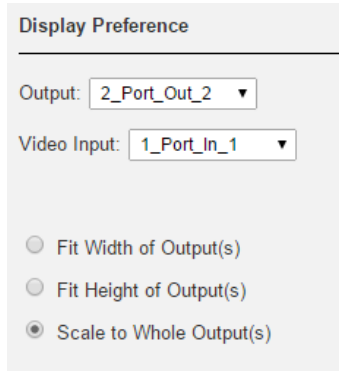 Display Preference
Output: 2_Port_Out_2
Video Input: 1_Port_In_1
Fit Width of Output(s)
Fit Height of Output(s)
Scale to Whole Output(s)